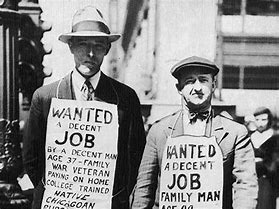 WANTED
A DECENT
JOB
BY A DECENT MAN
AGE 37-FAMILY
WAR VETERAN
PAYING ON HOME
COLLEGE TRAINED
NATIVE
CHICAGOAN
WANTED
A DECENT
JOB
FAMILY MAN